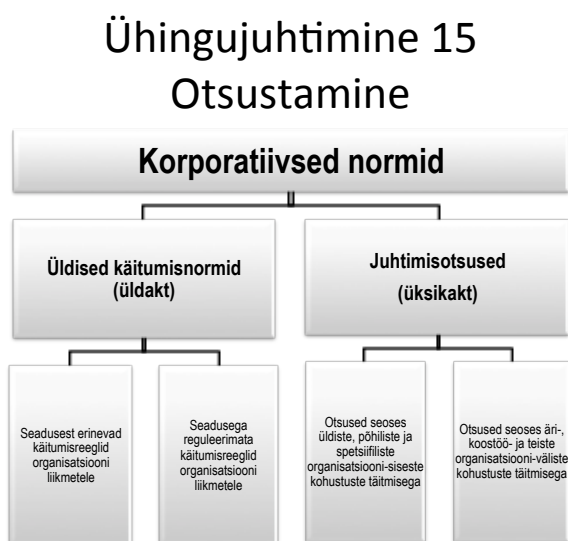 Ühingujuhtimine 15
Otsustamine
Korporatiivsed normid
Üldised käitumisnormid
(üldakt)
Juhtimisotsused
(üksikakt)
Seadusest erinevad
käitumisreeglid
organisatsiooni
liikmetele
Seadusega
reguleerimata
käitumisreeglid
organisatsiooni
liikmetele
Otsused seoses
üldiste, põhiliste ja
spetsiifiliste
organisatsiooni-siseste
kohustuste täitmisega
Otsused seoses äri-,
koostöö- ja teiste
organisatsiooni-väliste
kohustuste täitmisega